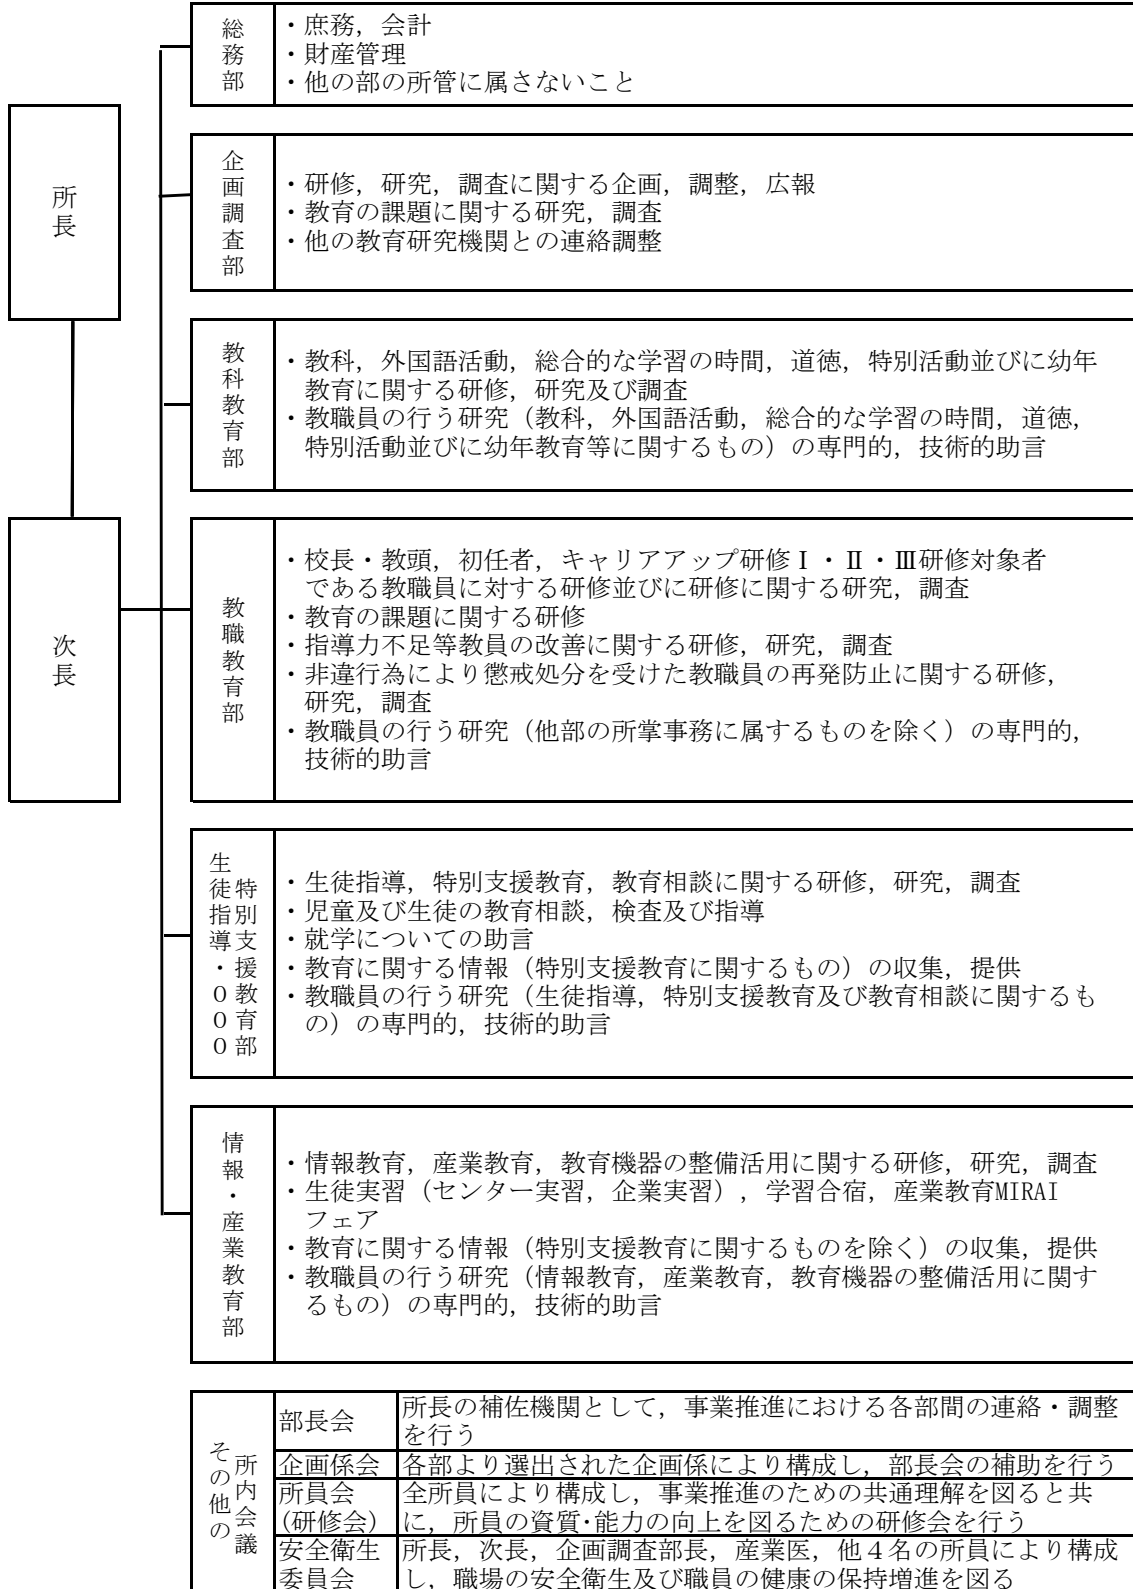 所長
次長
総務部
・庶務，会計
・財産管理
・他の部の所管に属さないこと
企画調査部
・研修，研究，調査に関する企画，調整，広報
・教育の課題に関する研究，調査
・他の教育研究機関との連絡調整
教科教育部
・教科，外国語活動，総合的な学習の時間，道徳，特別活動並びに幼年
教育に関する研修，研究及び調査
・教職員の行う研究（教科，外国語活動，総合的な学習の時間，道徳，
特別活動並びに幼年教育等に関するもの）の専門的，技術的助言
教職教育部
・校長・教頭，初任者，キャリアアップ研修Ⅰ・Ⅱ・Ⅲ研修対象者
である教職員に対する研修並びに研修に関する研究，調査
・教育の課題に関する研修
・指導力不足等教員の改善に関する研修，研究，調査
・非違行為により懲戒処分を受けた教職員の再発防止に関する研修，
研究，調査
・教職員の行う研究（他部の所掌事務に属するものを除く）の専門的，
技術的助言
生徒指導・０００
特別支援教育部
・生徒指導，特別支援教育，教育相談に関する研修，研究，調査
・児童及び生徒の教育相談，検査及び指導
・就学についての助言
・教育に関する情報（特別支援教育に関するもの）の収集，提供
・教職員の行う研究（生徒指導，特別支援教育及び教育相談に関するも
の）の専門的，技術的助言
情報・産業教育部
・情報教育，産業教育，教育機器の整備活用に関する研修，研究，調査
・生徒実習（センター実習，企業実習），学習合宿，産業教育MIRAI
フェア
・教育に関する情報（特別支援教育に関するものを除く）の収集，提供
・教職員の行う研究（情報教育，産業教育，教育機器の整備活用に関す
るもの）の専門的，技術的助言
その他の
所内会議
部長会
所長の補佐機関として，事業推進における各部間の連絡・調整
を行う
企画係会
各部より選出された企画係により構成し，部長会の補助を行う
所員会
(研修会)
全所員により構成し，事業推進のための共通理解を図ると共
に，所員の資質・能力の向上を図るための研修会を行う
安全衛生
委員会
所長，次長，企画調査部長，産業医，他４名の所員により構成
し，職場の安全衛生及び職員の健康の保持増進を図る